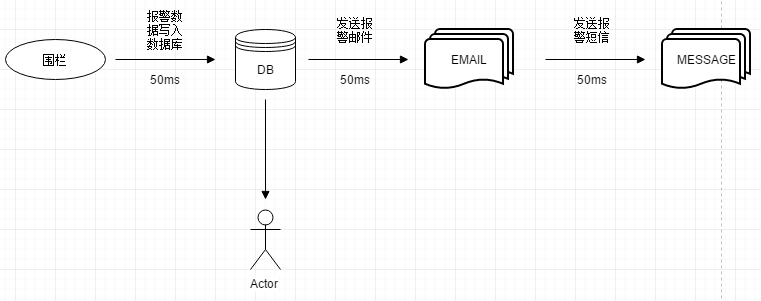 围栏
报警数
据写入
数据库
50ms
DB
发送报
警邮件
50ms
EMAIL
发送报
警短信
50ms
MESSAGE
Actor